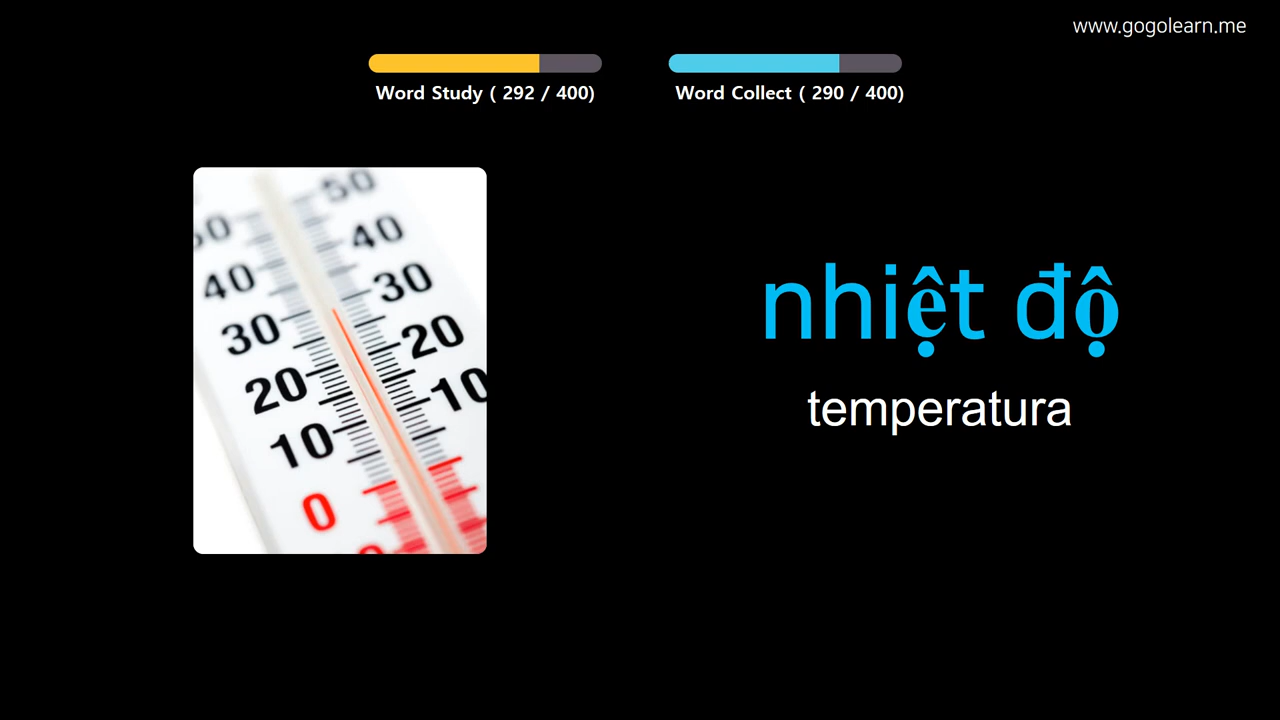 www.gogolearn.me
Word Study ( 292 / 400)
Word Collect ( 290 / 400)
50
40
30
20
10
50
40
30
20
10
0
nhiệt độ
temperatura